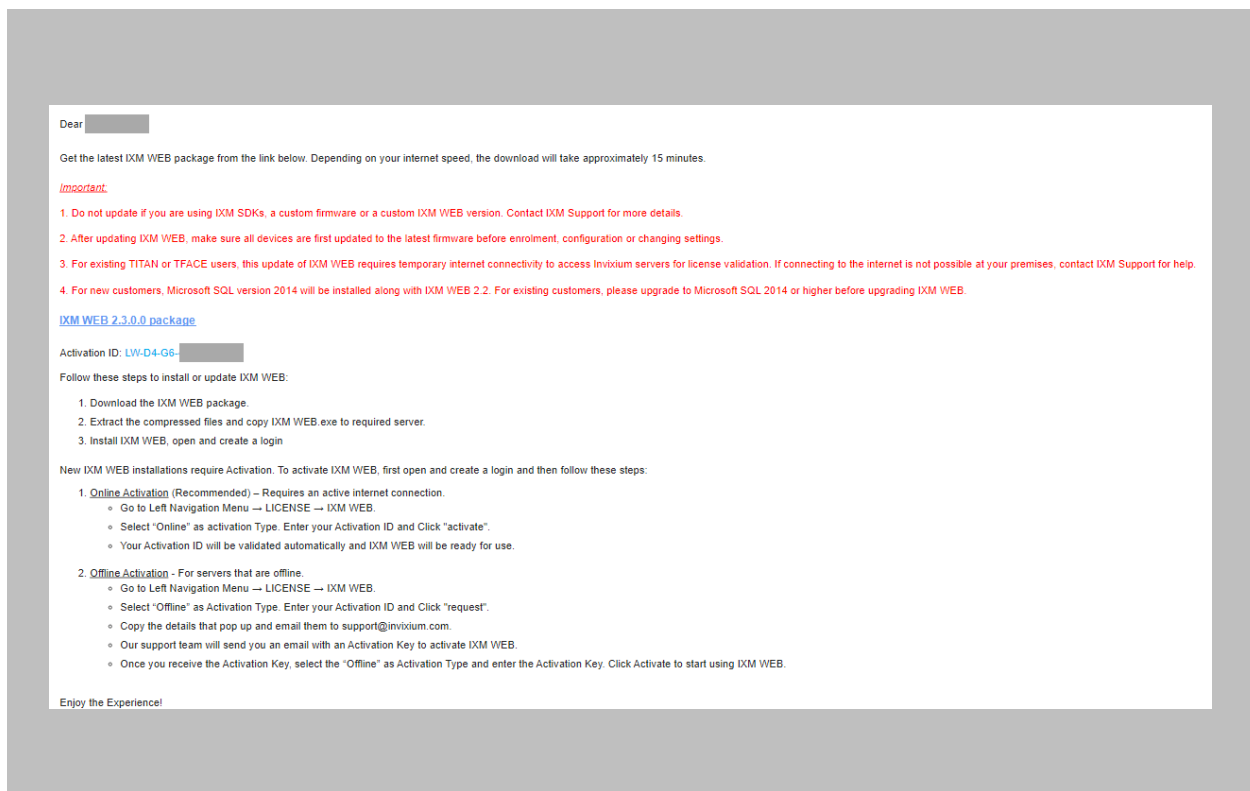 Dear
Get the latest IXM WEB package from the link below. Depending on your internet speed, the download will take approximately 15 minutes.
Important:
1. Do not update if you are using IXM SDKs, a custom firmware or a custom IXM WEB version. Contact IXM Support for more details.
2. After updating IXM WEB, make sure all devices are first updated to the latest firmware before enrolment, configuration or changing settings.
3. For existing TITAN or TFACE users, this update of IXM WEB requires temporary internet connectivity to access Invixium servers for license validation. If connecting to the internet is not possible at your premises, contact IXM Support for help.
4. For new customers, Microsoft SQL version 2014 will be installed along with IXM WEB 2.2. For existing customers, please upgrade to Microsoft SQL 2014 or higher before upgrading IXM WEB.
IXM WEB 2.3.0.0 package
Activation ID: LW-D4-G6-
Follow these steps to install or update IXM WEB:
1. Download the IXM WEB package.
2. Extract the compressed files and copy IXM WEB.exe to required server.
3. Install IXM WEB, open and create a login
New IXM WEB installations require Activation. To activate IXM WEB, first open and create a login and then follow these steps:
1. Online Activation (Recommended) – Requires an active internet connection.
◦ Go to Left Navigation Menu → LICENSE → IXM WEB.
◦ Select “Online” as activation Type. Enter your Activation ID and Click "activate".
◦ Your Activation ID will be validated automatically and IXM WEB will be ready for use.
2. Offline Activation - For servers that are offline.
◦ Go to Left Navigation Menu → LICENSE → IXM WEB.
◦ Select “Offline” as Activation Type. Enter your Activation ID and Click "request".
◦ Copy the details that pop up and email them to support@invixium.com.
◦ Our support team will send you an email with an Activation Key to activate IXM WEB.
◦ Once you receive the Activation Key, select the “Offline” as Activation Type and enter the Activation Key. Click Activate to start using IXM WEB.
Enjoy the Experience!